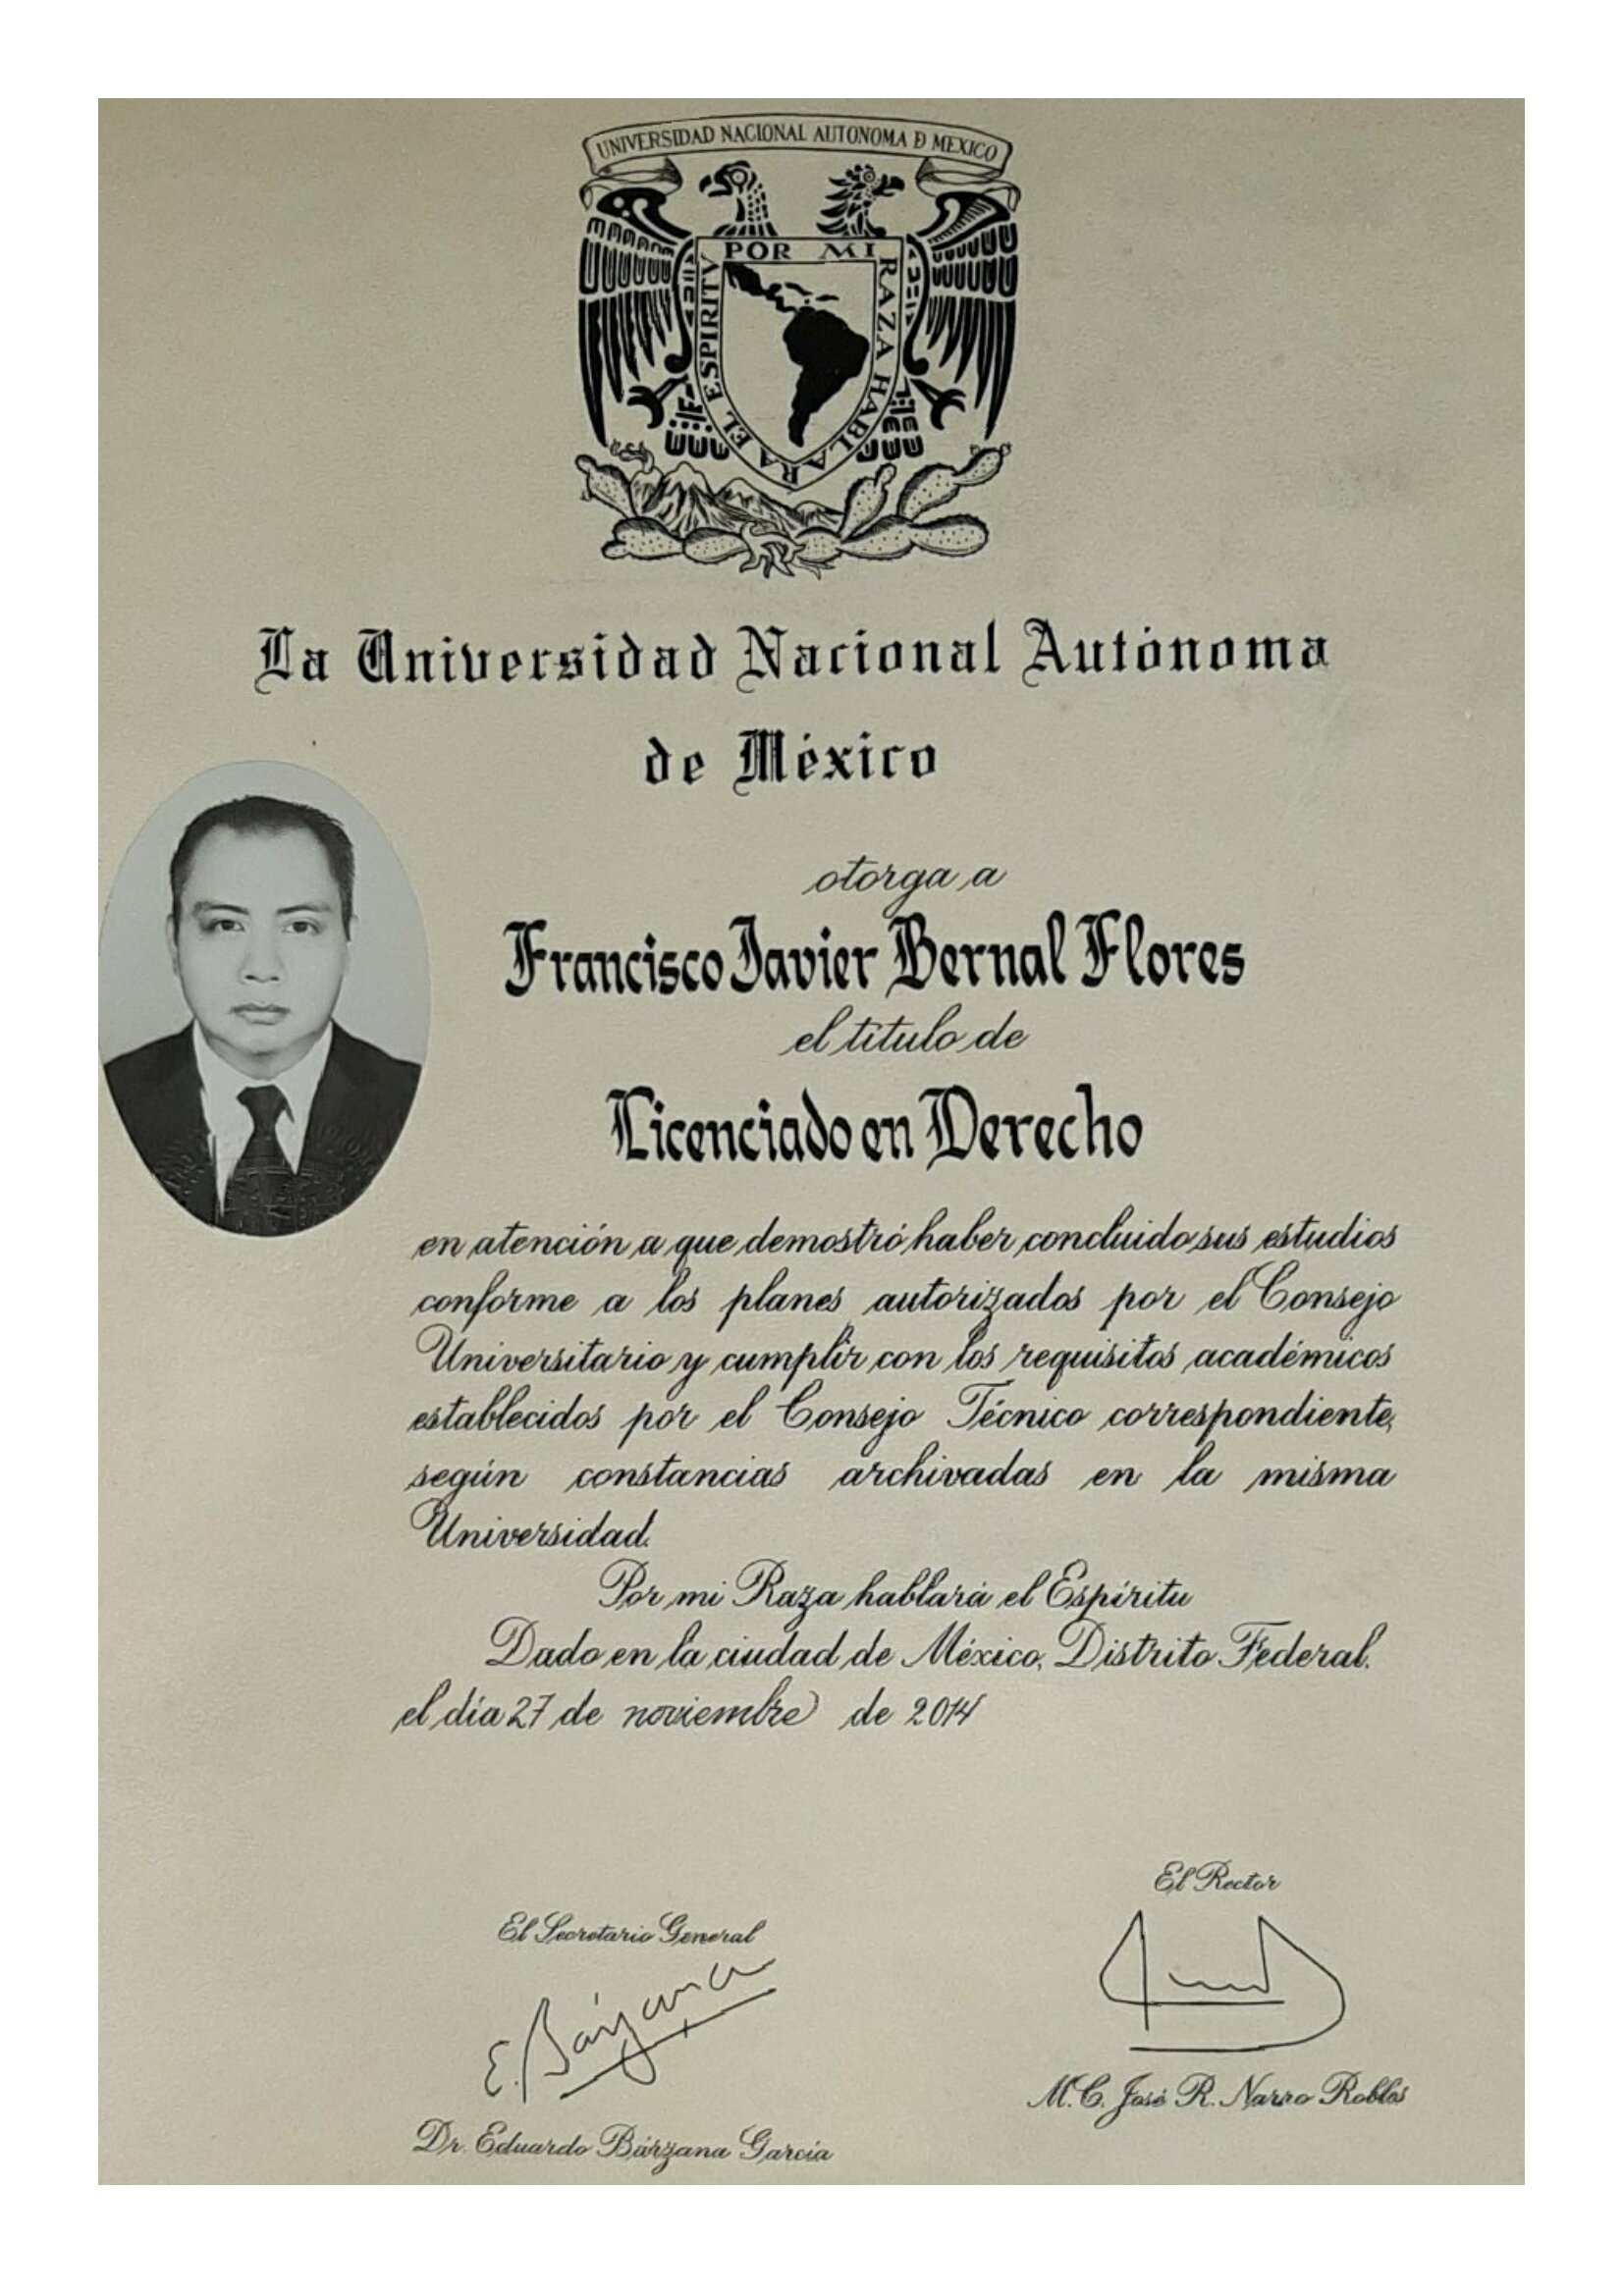 UNIVERSIDAD NACIONAL AUTONOMA D MEXICO
POR MI RAZA HABLARA EL ESPIRITV
La Universidad Nacional Autónoma
de México
otorga a
Francisco Javier Bernal Flores
el título de
Licenciado en Derecho
en atención a que demostró haber concluido sus estudios
conforme a los planes autorizados por el Consejo
Universitario y cumplir con los requisitos académicos
establecidos por el Consejo Técnico correspondiente,
según constancias archivadas en la misma
Universidad.
Por mi Raza hablará el Espíritu
Dado en la ciudad de México, Distrito Federal,
el día 27 de noviembre de 2014
El Rector
El Secretario General
E. Bárzana
M.C. José R. Narro Robles
Dr. Eduardo Bárzana García